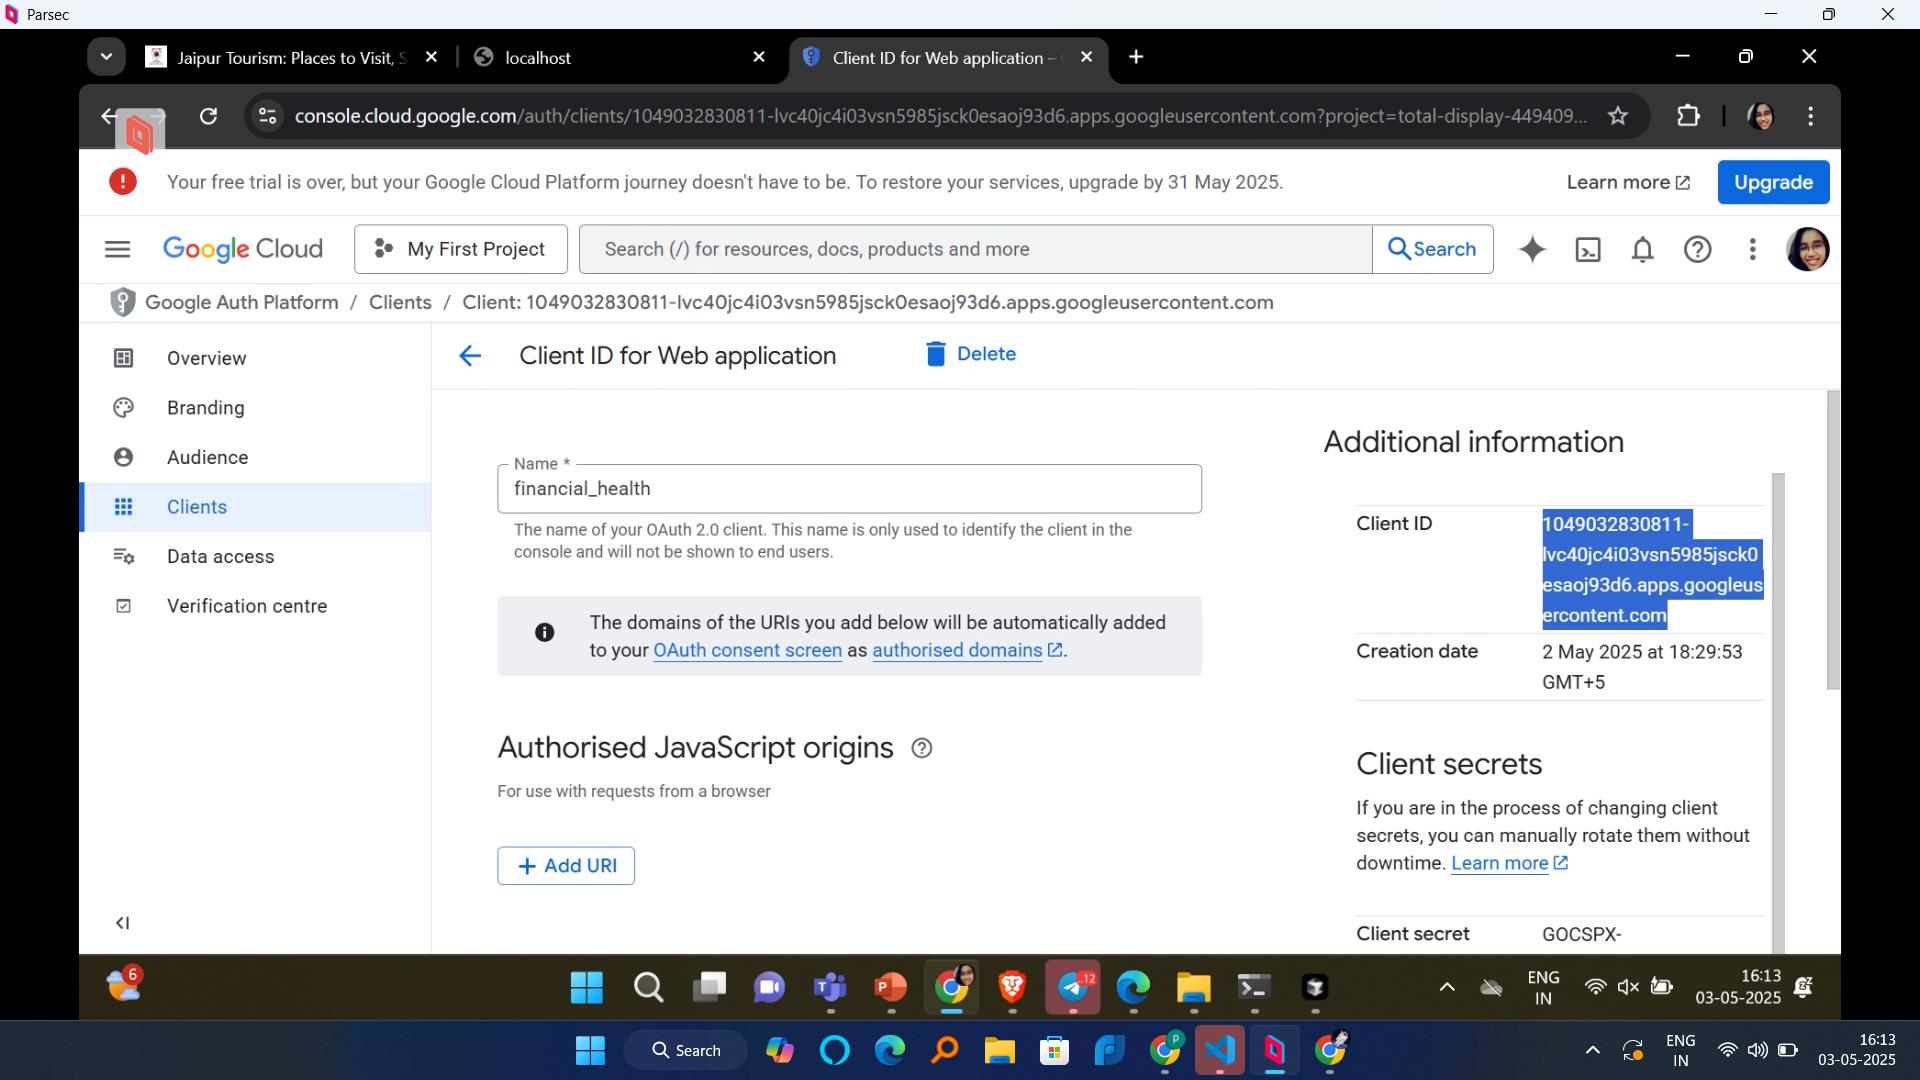 Parsec
Jaipur Tourism: Places to Visit, S
localhost
Client ID for Web application –
console.cloud.google.com/auth/clients/1049032830811-lvc40jc4i03vsn5985jsck0esaoj93d6.apps.googleusercontent.com?project=total-display-449409...
Your free trial is over, but your Google Cloud Platform journey doesn't have to be. To restore your services, upgrade by 31 May 2025.
Learn more
Upgrade
Google Cloud
My First Project
Search (/) for resources, docs, products and more
Search
Google Auth Platform / Clients / Client: 1049032830811-lvc40jc4i03vsn5985jsck0esaoj93d6.apps.googleusercontent.com
Overview
Branding
Audience
Clients
Data access
Verification centre
Client ID for Web application
Delete
Name *
financial_health
The name of your OAuth 2.0 client. This name is only used to identify the client in the
console and will not be shown to end users.
The domains of the URIs you add below will be automatically added
to your OAuth consent screen as authorised domains.
Authorised JavaScript origins
For use with requests from a browser
+ Add URI
Additional information
Client ID
1049032830811-
lvc40jc4i03vsn5985jsck0
esaoj93d6.apps.googleus
ercontent.com
Creation date
2 May 2025 at 18:29:53
GMT+5
Client secrets
If you are in the process of changing client
secrets, you can manually rotate them without
downtime. Learn more
Client secret
GOCSPX-
6
12
ENG
IN
16:13
03-05-2025
Search
ENG
IN
16:13
03-05-2025